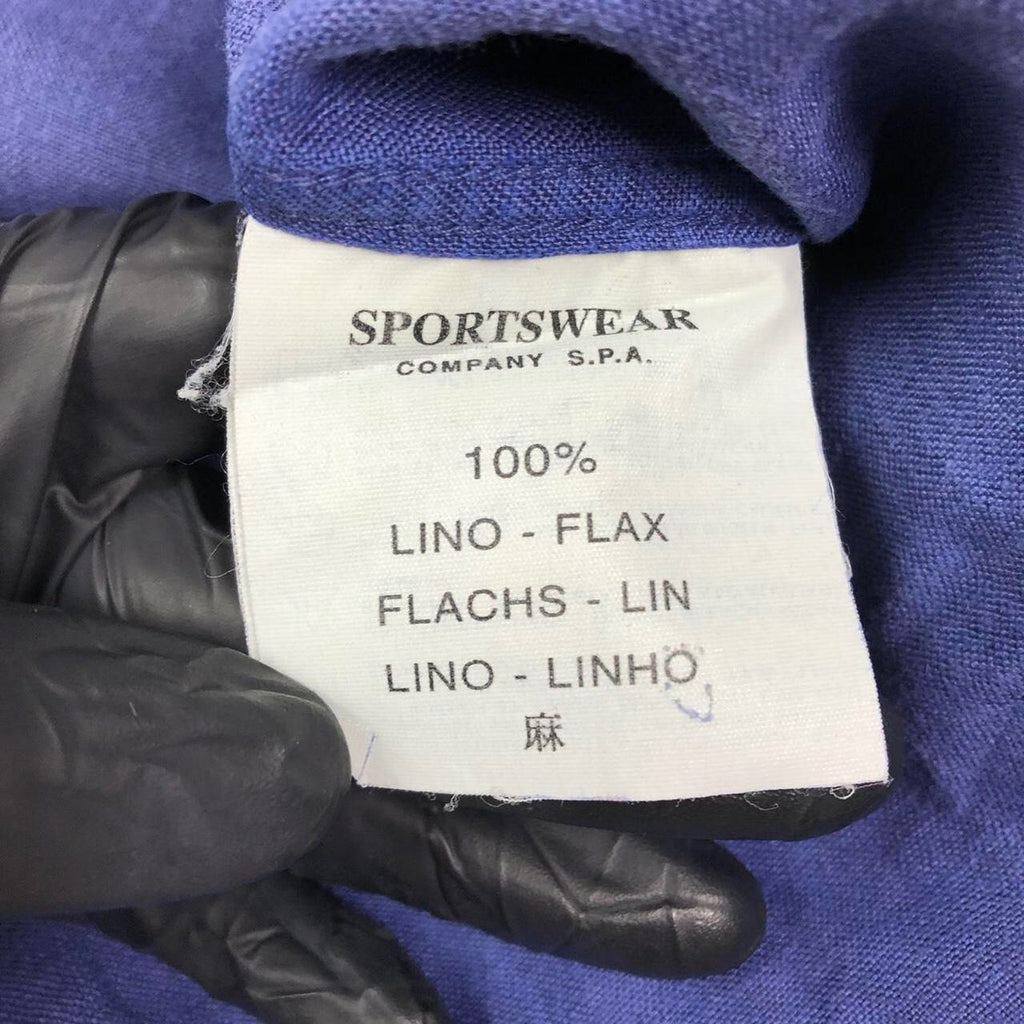 SPORTSWEAR
COMPANY S.P.A.
100%
LINO - FLAX
FLACHS - LIN
LINO - LINHO
麻